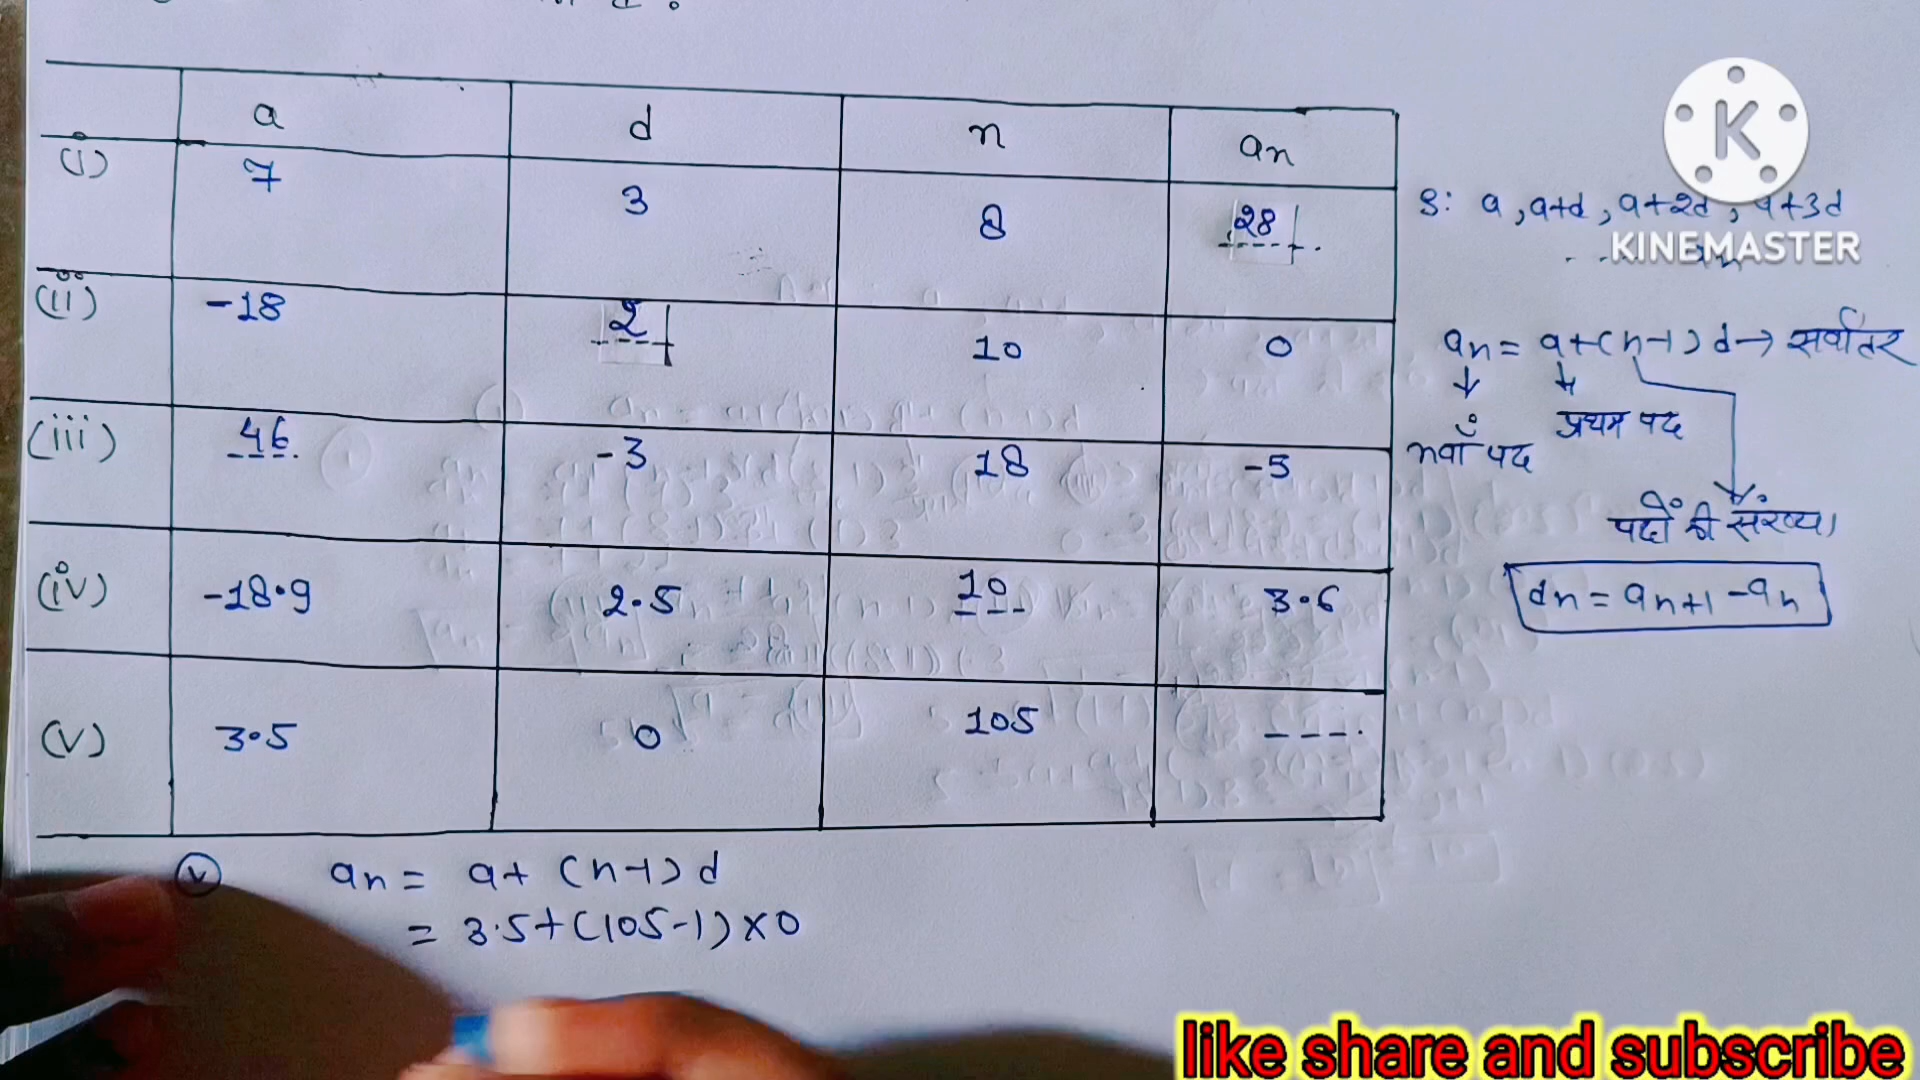 a d n an
(i) 7 3 8 28
(ii) -18 2 10 0
(iii) 46 -3 18 -5
(iv) -18.9 2.5 10 3.6
(v) 3.5 0 105 ---.
S: a, a+d, a+2d, a+3d
KINEMASTER
an = a+(n-1) d → सर्वांतर
प्रथम पद
nवाँ पद
पदों की संख्या
dn = an+1 - an
(v) an = a+ (n-1) d
= 3.5+(105-1)×0
like share and subscribe